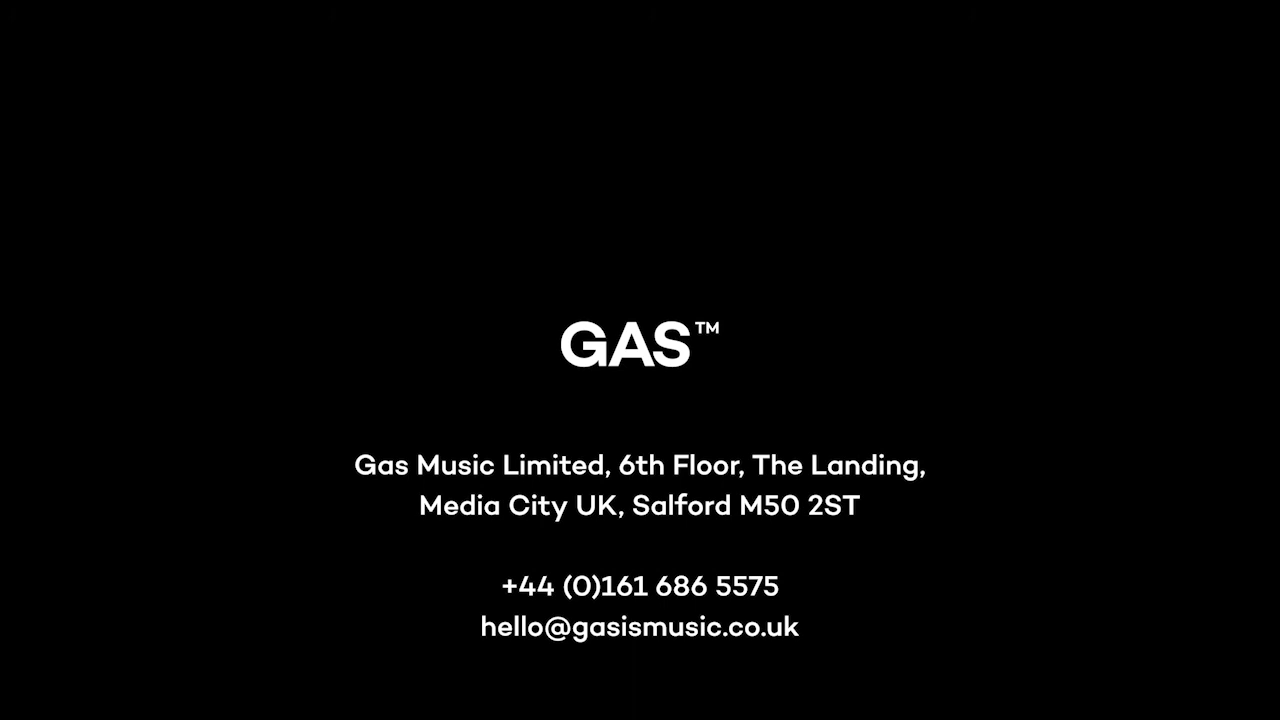 GAS™
Gas Music Limited, 6th Floor, The Landing,
Media City UK, Salford M50 2ST
+44 (0)161 686 5575
hello@gasismusic.co.uk